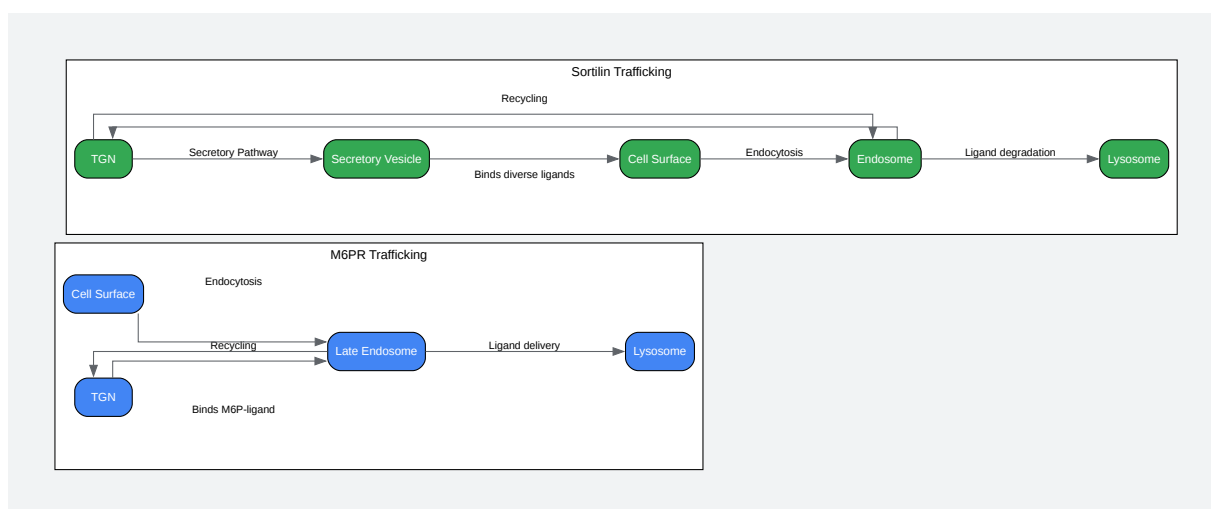 Sortilin Trafficking
Recycling
TGN
Secretory Pathway
Secretory Vesicle
Binds diverse ligands
Cell Surface
Endocytosis
Endosome
Ligand degradation
Lysosome
M6PR Trafficking
Endocytosis
Cell Surface
Recycling
Late Endosome
Ligand delivery
Lysosome
TGN
Binds M6P-ligand